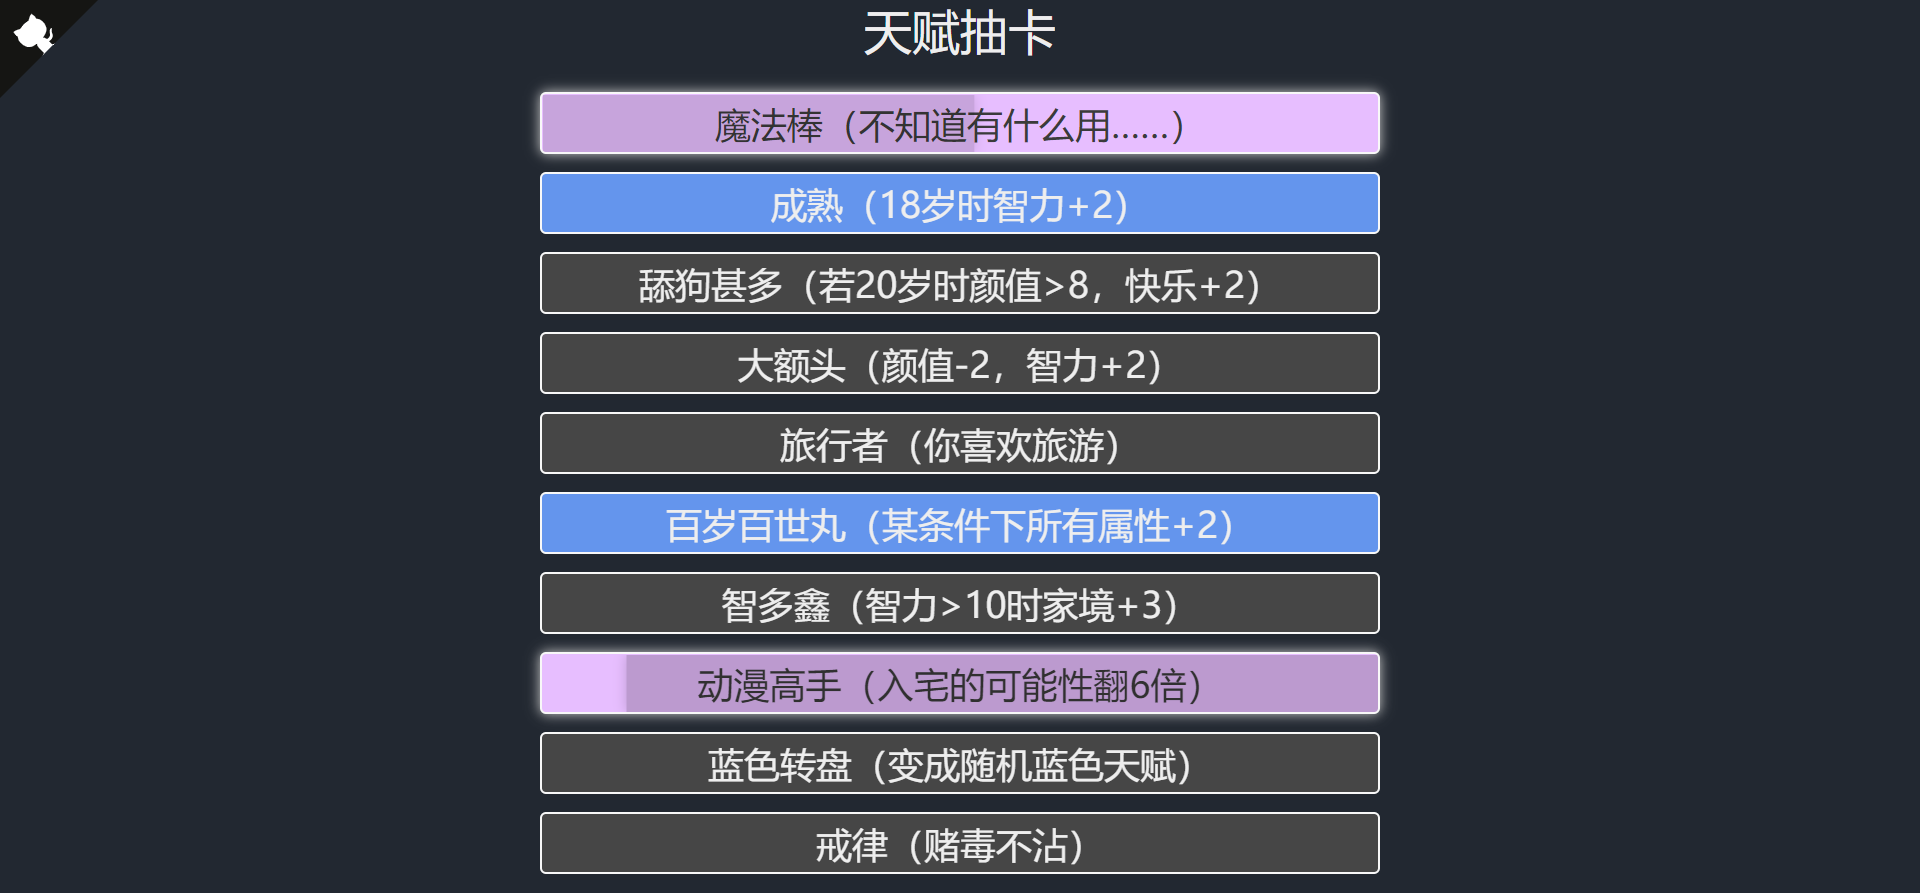 天赋抽卡
魔法棒（不知道有什么用……）
成熟（18岁时智力+2）
舔狗甚多（若20岁时颜值>8，快乐+2）
大额头（颜值-2，智力+2）
旅行者（你喜欢旅游）
百岁百世丸（某条件下所有属性+2）
智多鑫（智力>10时家境+3）
动漫高手（入宅的可能性翻6倍）
蓝色转盘（变成随机蓝色天赋）
戒律（赌毒不沾）